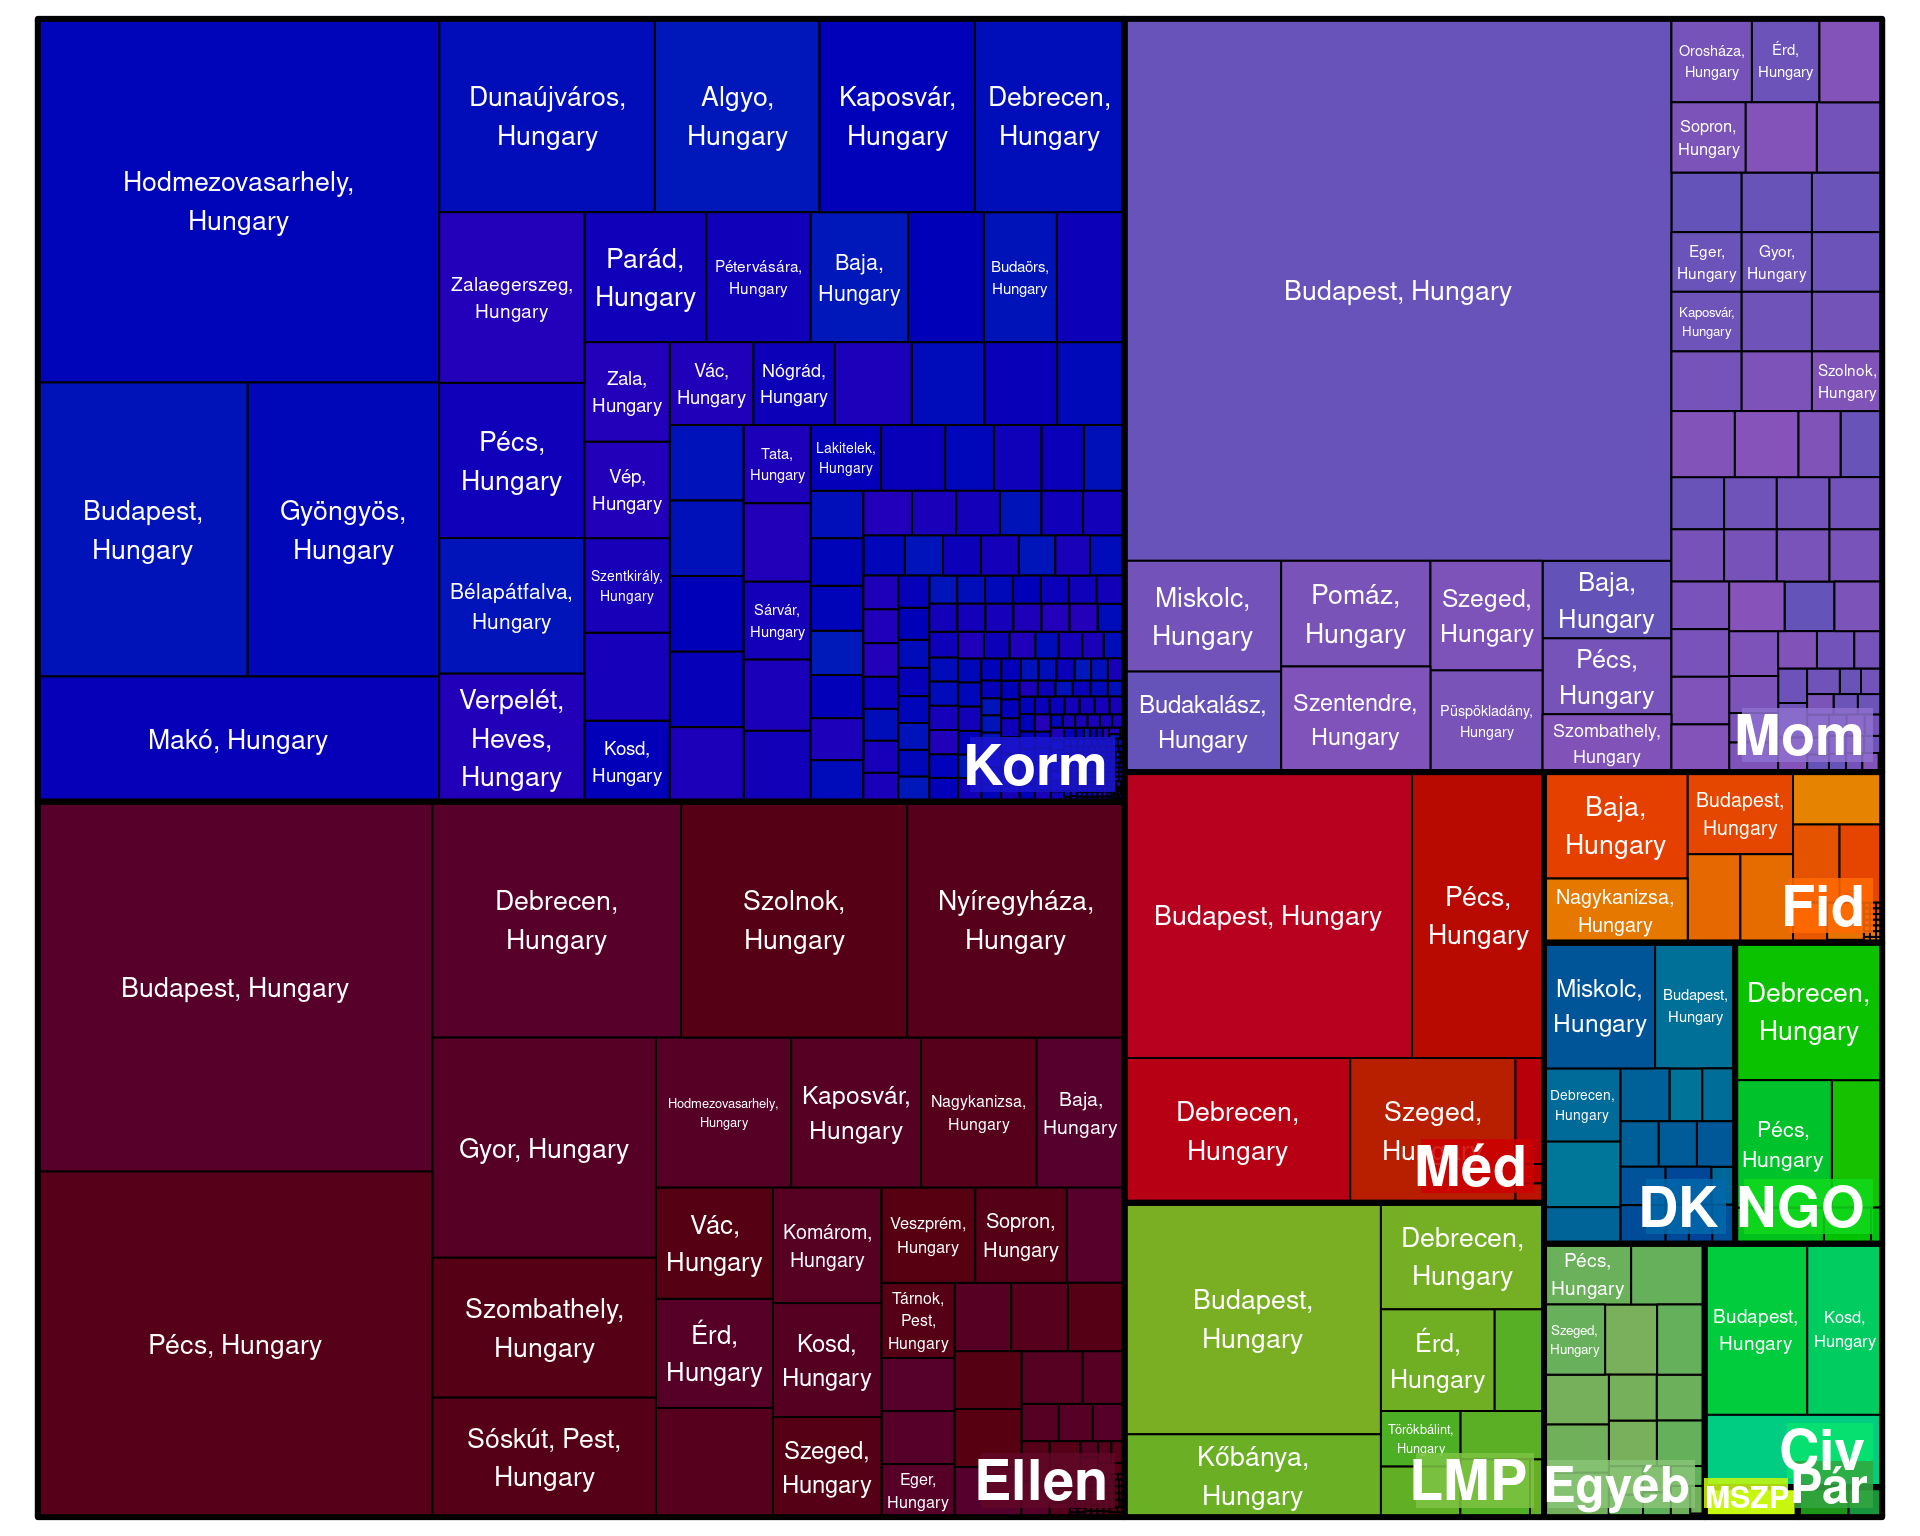 Hodmezovasarhely,
Hungary
Dunaújváros,
Hungary
Algyo,
Hungary
Kaposvár,
Hungary
Debrecen,
Hungary
Zalaegerszeg,
Hungary
Parád,
Hungary
Pétervására,
Hungary
Baja,
Hungary
Budaörs,
Hungary
Zala,
Hungary
Vác,
Hungary
Nógrád,
Hungary
Budapest,
Hungary
Gyöngyös,
Hungary
Pécs,
Hungary
Vép,
Hungary
Tata,
Hungary
Lakitelek,
Hungary
Bélapátfalva,
Hungary
Szentkirály,
Hungary
Sárvár,
Hungary
Makó, Hungary
Verpelét,
Heves,
Hungary
Kosd,
Hungary
Korm
Budapest, Hungary
Orosháza,
Hungary
Érd,
Hungary
Sopron,
Hungary
Eger,
Hungary
Gyor,
Hungary
Kaposvár,
Hungary
Szolnok,
Hungary
Miskolc,
Hungary
Pomáz,
Hungary
Szeged,
Hungary
Baja,
Hungary
Pécs,
Hungary
Budakalász,
Hungary
Szentendre,
Hungary
Püspökladány,
Hungary
Szombathely,
Hungary
Mom
Budapest, Hungary
Debrecen,
Hungary
Szolnok,
Hungary
Nyíregyháza,
Hungary
Gyor, Hungary
Hodmezovasarhely,
Hungary
Kaposvár,
Hungary
Nagykanizsa,
Hungary
Baja,
Hungary
Pécs, Hungary
Vác,
Hungary
Komárom,
Hungary
Veszprém,
Hungary
Sopron,
Hungary
Szombathely,
Hungary
Érd,
Hungary
Kosd,
Hungary
Tárnok,
Pest,
Hungary
Sóskút, Pest,
Hungary
Szeged,
Hungary
Eger,
Hungary
Ellen
Budapest, Hungary
Pécs,
Hungary
Debrecen,
Hungary
Szeged,
Hungary
Méd
Baja,
Hungary
Budapest,
Hungary
Nagykanizsa,
Hungary
Fid
Miskolc,
Hungary
Budapest,
Hungary
Debrecen,
Hungary
DK
Debrecen,
Hungary
Pécs,
Hungary
NGO
Budapest,
Hungary
Debrecen,
Hungary
Érd,
Hungary
Törökbálint,
Hungary
Kőbánya,
Hungary
LMP
Pécs,
Hungary
Szeged,
Hungary
Egyéb
Budapest,
Hungary
Kosd,
Hungary
Civ
MSZP
Pár